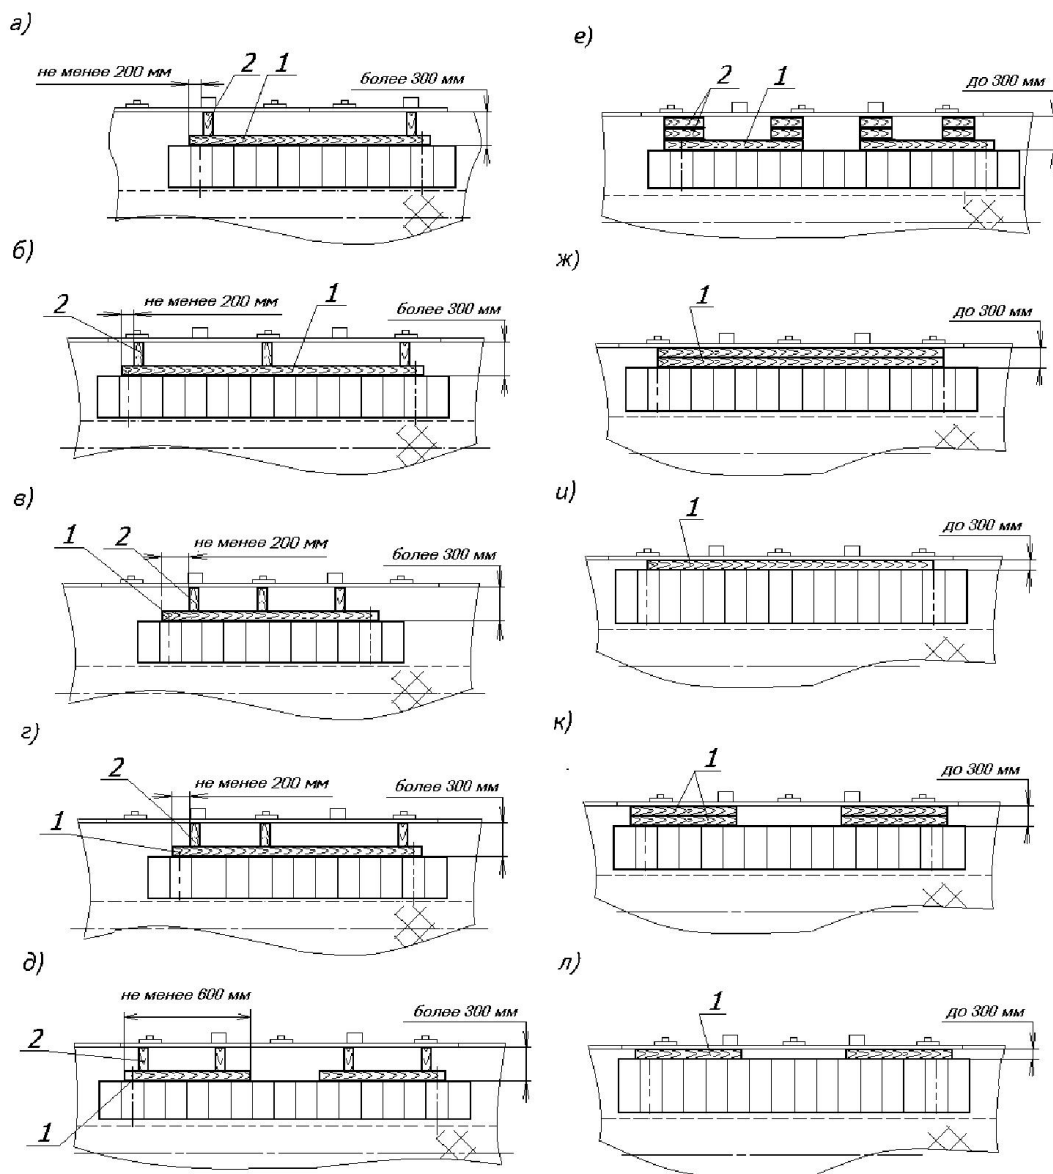 а)
не менее 200 мм
2
1
более 300 мм
б)
2
не менее 200 мм
1
более 300 мм
в)
1
2
не менее 200 мм
более 300 мм
г)
2
не менее 200 мм
более 300 мм
1
д)
не менее 600 мм
более 300 мм
2
1
е)
2
1
до 300 мм
ж)
1
до 300 мм
и)
1
до 300 мм
к)
1
до 300 мм
л)
1
до 300 мм